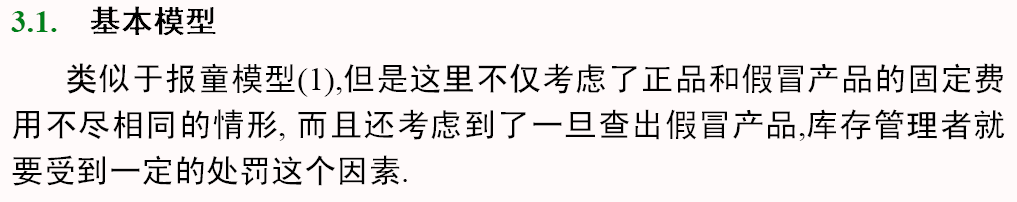 3.1. 基本模型
类似于报童模型(1),但是这里不仅考虑了正品和假冒产品的固定费
用不尽相同的情形, 而且还考虑到了一旦查出假冒产品,库存管理者就
要受到一定的处罚这个因素.